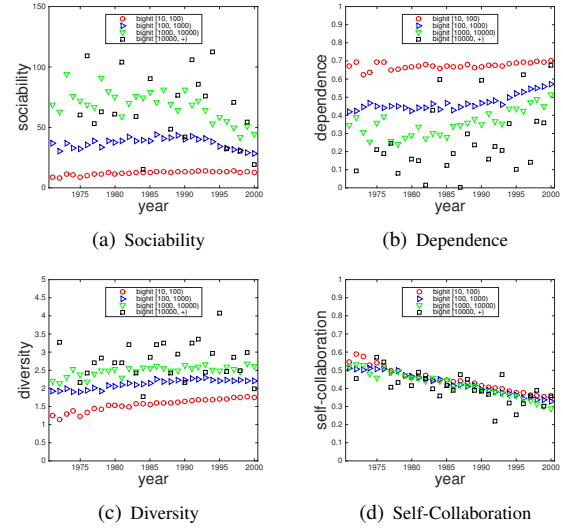 bighit [10, 100)
bighit [100, 1000)
bighit [1000, 10000)
bighit [10000, +)
sociability
150
100
50
0
1975 1980 1985 1990 1995 2000
year
(a) Sociability
bighit [10, 100)
bighit [100, 1000)
bighit [1000, 10000)
bighit [10000, +)
dependence
1
0.9
0.8
0.7
0.6
0.5
0.4
0.3
0.2
0.1
0
1975 1980 1985 1990 1995 2000
year
(b) Dependence
bighit [10, 100)
bighit [100, 1000)
bighit [1000, 10000)
bighit [10000, +)
diversity
5
4.5
4
3.5
3
2.5
2
1.5
1
0.5
0
1975 1980 1985 1990 1995 2000
year
(c) Diversity
bighit [10, 100)
bighit [100, 1000)
bighit [1000, 10000)
bighit [10000, +)
self-collaboration
1
0.9
0.8
0.7
0.6
0.5
0.4
0.3
0.2
0.1
0
1975 1980 1985 1990 1995 2000
year
(d) Self-Collaboration